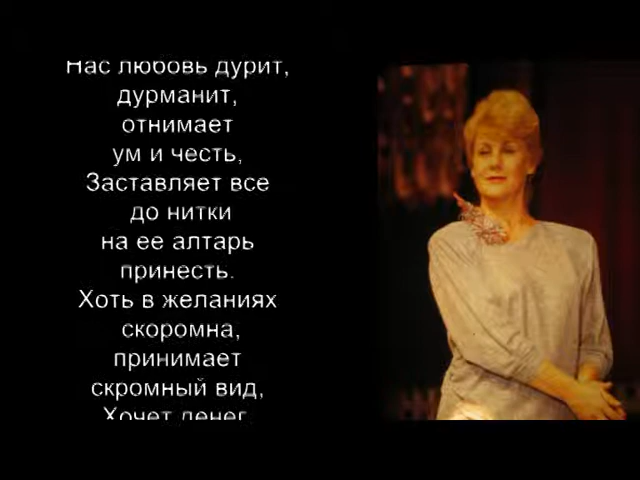 Нас любовь дурит,
дурманит,
отнимает
ум и честь,
Заставляет все
до нитки
на ее алтарь
принесть.
Хоть в желаниях
скоромна,
принимает
скромный вид,
Хочет денег,